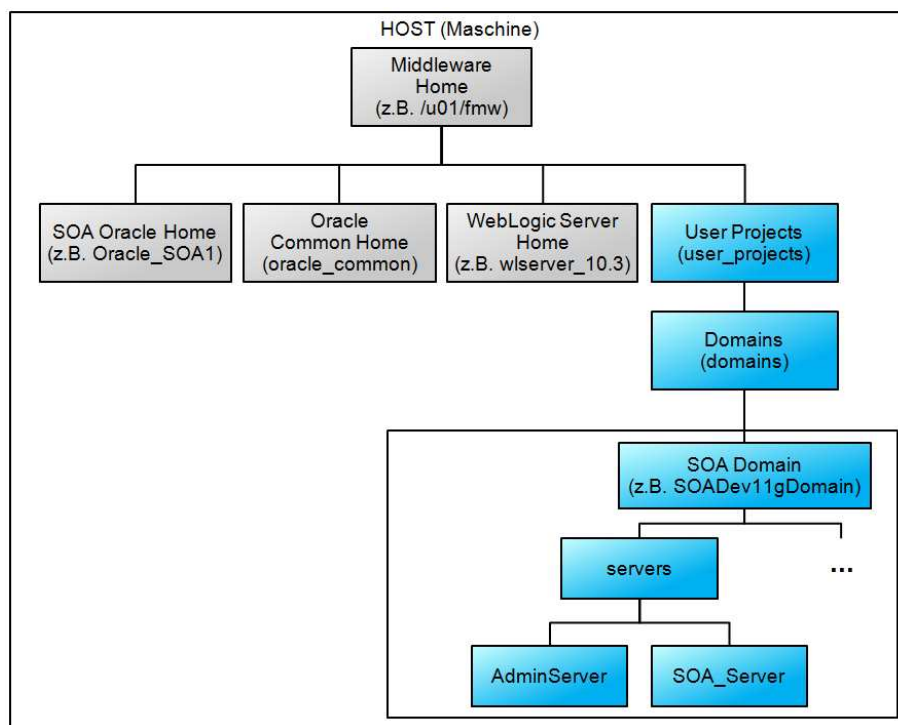 HOST (Maschine)
Middleware
Home
(z.B. /u01/fmw)
SOA Oracle Home
(z.B. Oracle_SOA1)
Oracle
Common Home
(oracle_common)
WebLogic Server
Home
(z.B. wlserver_10.3)
User Projects
(user_projects)
Domains
(domains)
SOA Domain
(z.B. SOADev11gDomain)
servers
...
AdminServer
SOA_Server